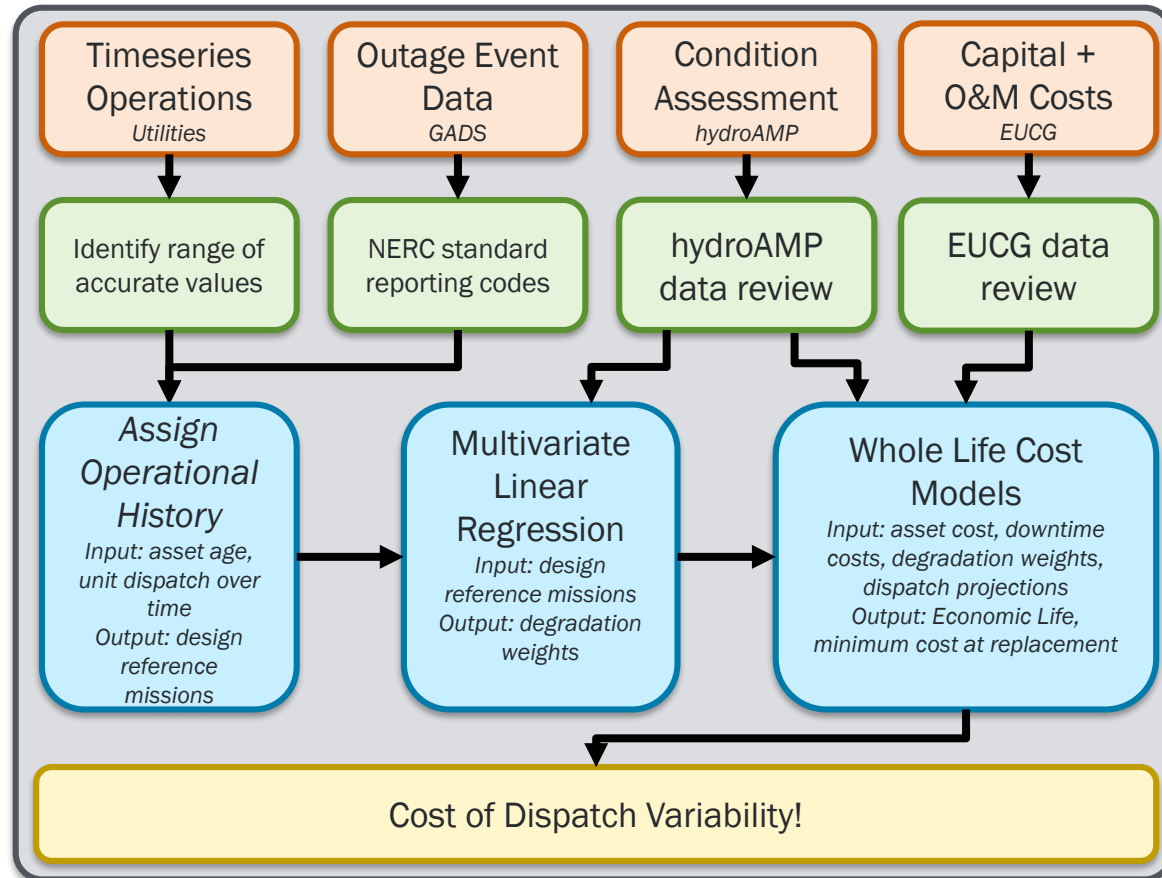 Timeseries
Operations
Utilities
Outage Event
Data
GADS
Condition
Assessment
hydroAMP
Capital +
O&M Costs
EUCG
Identify range of
accurate values
NERC standard
reporting codes
hydroAMP
data review
EUCG data
review
Assign
Operational
History
Input: asset age,
unit dispatch over
time
Output: design
reference
missions
Multivariate
Linear
Regression
Input: design
reference missions
Output: degradation
weights
Whole Life Cost
Models
Input: asset cost, downtime
costs, degradation weights,
dispatch projections
Output: Economic Life,
minimum cost at replacement
Cost of Dispatch Variability!